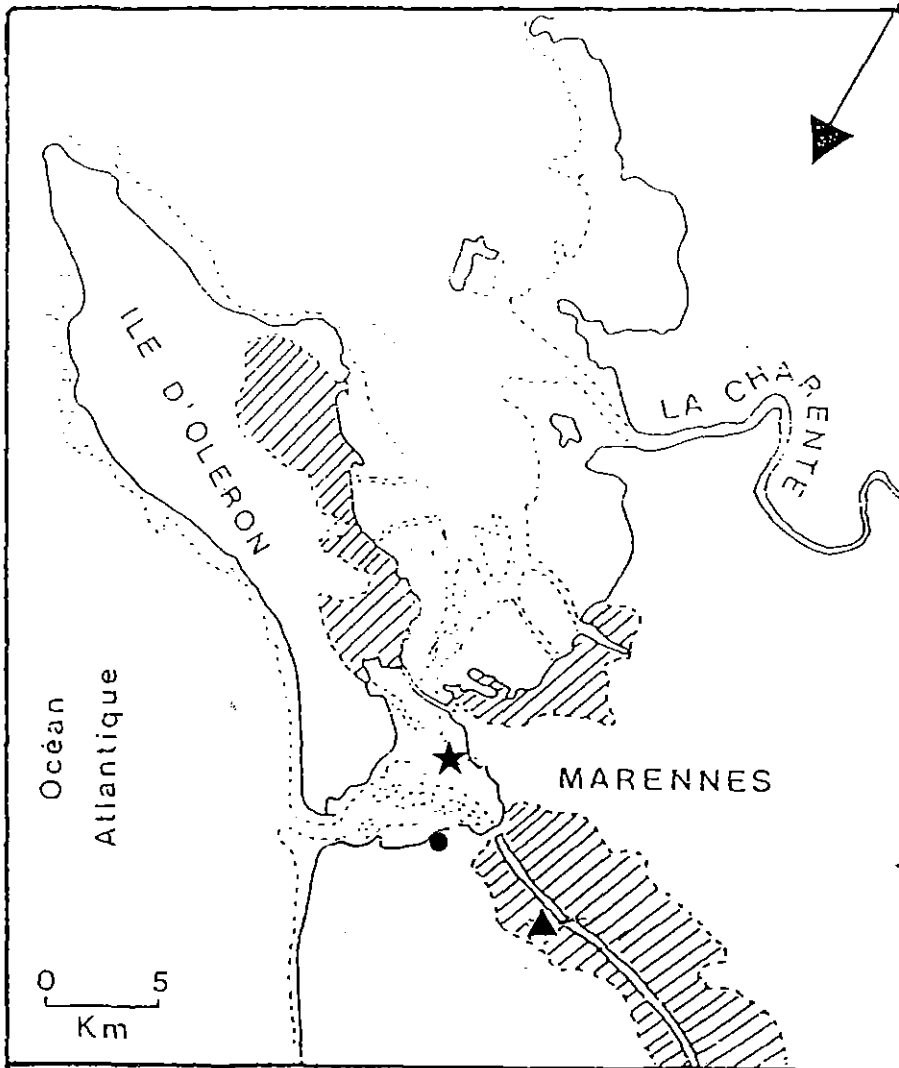 ILE D'OLERON
LA CHARENTE
Océan
Atlantique
MARENNES
0 5
Km